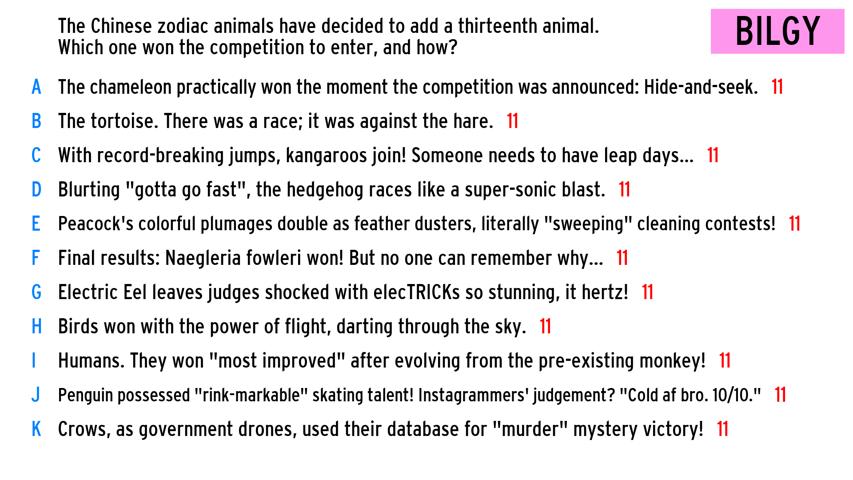 The Chinese zodiac animals have decided to add a thirteenth animal.
Which one won the competition to enter, and how?
BILGY
A The chameleon practically won the moment the competition was announced: Hide-and-seek. 11
B The tortoise. There was a race; it was against the hare. 11
C With record-breaking jumps, kangaroos join! Someone needs to have leap days... 11
D Blurting "gotta go fast", the hedgehog races like a super-sonic blast. 11
E Peacock's colorful plumages double as feather dusters, literally "sweeping" cleaning contests! 11
F Final results: Naegleria fowleri won! But no one can remember why... 11
G Electric Eel leaves judges shocked with elecTRICKs so stunning, it hertz! 11
H Birds won with the power of flight, darting through the sky. 11
I Humans. They won "most improved" after evolving from the pre-existing monkey! 11
J Penguin possessed "rink-markable" skating talent! Instagrammers' judgement? "Cold af bro. 10/10." 11
K Crows, as government drones, used their database for "murder" mystery victory! 11